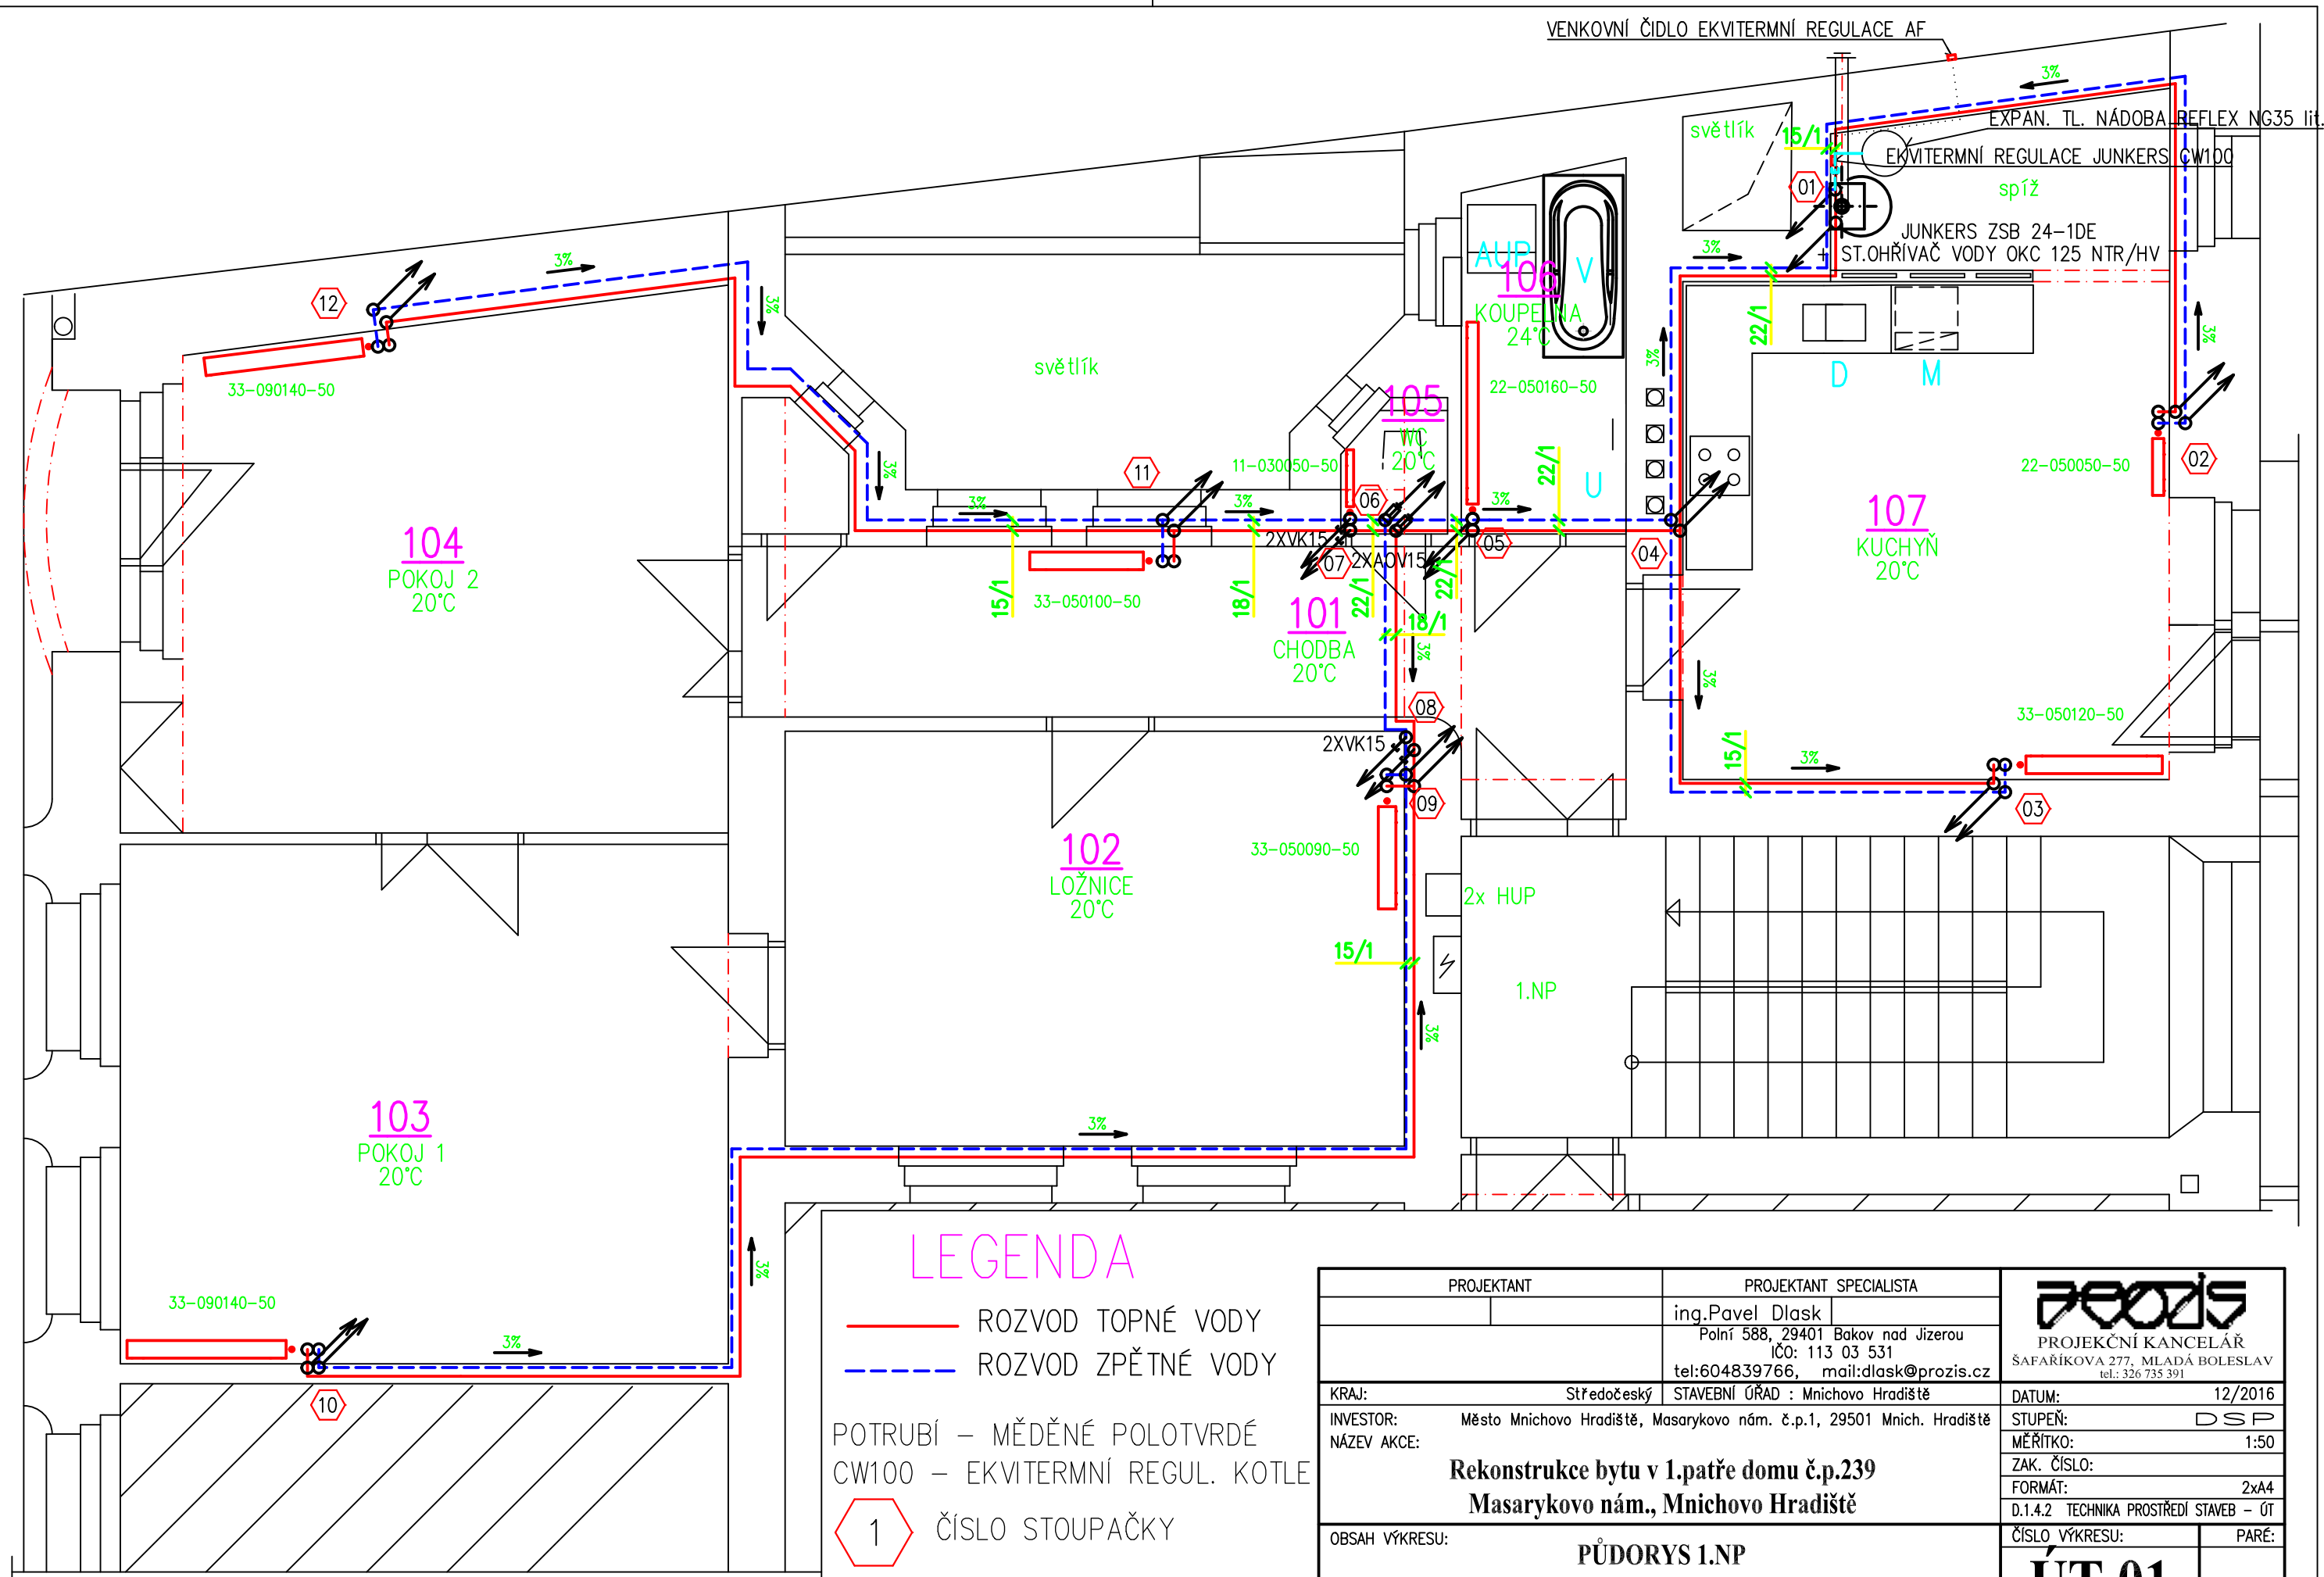 VENKOVNÍ ČIDLO EKVITERMNÍ REGULACE AF
3%
EXPAN. TL. NÁDOBA REFLEX NG35 lit.
světlík
15/1
EKVITERMNÍ REGULACE JUNKERS CW100
01
spíž
JUNKERS ZSB 24-1DE
+ ST.OHŘÍVAČ VODY OKC 125 NTR/HV
3%
3%
12
3%
AUP
V
106
KOUPELNA
24°C
22/1
3%
3%
světlík
33-090140-50
3%
D
M
22-050160-50
105
WC
20°C
11-030050-50
22/1
U
22-050050-50
02
11
3%
3%
3%
3%
06
107
KUCHYŇ
20°C
104
POKOJ 2
20°C
2XVK15
07
2XAOV15
05
04
33-050100-50
15/1
18/1
22/1
22/1
101
CHODBA
20°C
18/1
3%
3%
08
33-050120-50
2XVK15
15/1
3%
09
03
102
LOŽNICE
20°C
33-050090-50
2x HUP
15/1
1.NP
3%
103
POKOJ 1
20°C
3%
3%
33-090140-50
3%
10
LEGENDA
ROZVOD TOPNÉ VODY
ROZVOD ZPĚTNÉ VODY
POTRUBÍ – MĚDĚNÉ POLOTVRDÉ
CW100 – EKVITERMNÍ REGUL. KOTLE
1
ČÍSLO STOUPAČKY
PROJEKTANT
PROJEKTANT SPECIALISTA
ing.Pavel Dlask
Polní 588, 29401 Bakov nad Jizerou
IČO: 113 03 531
tel:604839766, mail:dlask@prozis.cz
prozis
PROJEKČNÍ KANCELÁŘ
ŠAFAŘÍKOVA 277, MLADÁ BOLESLAV
tel.: 326 735 391
KRAJ: Středočeský
STAVEBNÍ ÚŘAD : Mnichovo Hradiště
DATUM: 12/2016
INVESTOR: Město Mnichovo Hradiště, Masarykovo nám. č.p.1, 29501 Mnich. Hradiště
STUPEŇ: DSP
NÁZEV AKCE:
MĚŘÍTKO: 1:50
Rekonstrukce bytu v 1.patře domu č.p.239
Masarykovo nám., Mnichovo Hradiště
ZAK. ČÍSLO:
FORMÁT: 2xA4
D.1.4.2 TECHNIKA PROSTŘEDÍ STAVEB – ÚT
OBSAH VÝKRESU:
PŮDORYS 1.NP
ČÍSLO VÝKRESU:
PARÉ:
ÚT-01